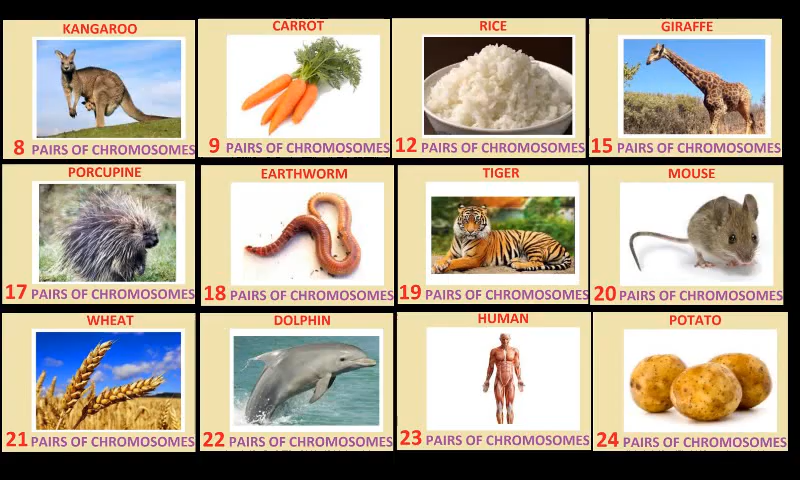 KANGAROO
8 PAIRS OF CHROMOSOMES
CARROT
9 PAIRS OF CHROMOSOMES
RICE
12 PAIRS OF CHROMOSOMES
GIRAFFE
15 PAIRS OF CHROMOSOMES
PORCUPINE
17 PAIRS OF CHROMOSOMES
EARTHWORM
18 PAIRS OF CHROMOSOMES
TIGER
19 PAIRS OF CHROMOSOMES
MOUSE
20 PAIRS OF CHROMOSOMES
WHEAT
21 PAIRS OF CHROMOSOMES
DOLPHIN
22 PAIRS OF CHROMOSOMES
HUMAN
23 PAIRS OF CHROMOSOMES
POTATO
24 PAIRS OF CHROMOSOMES